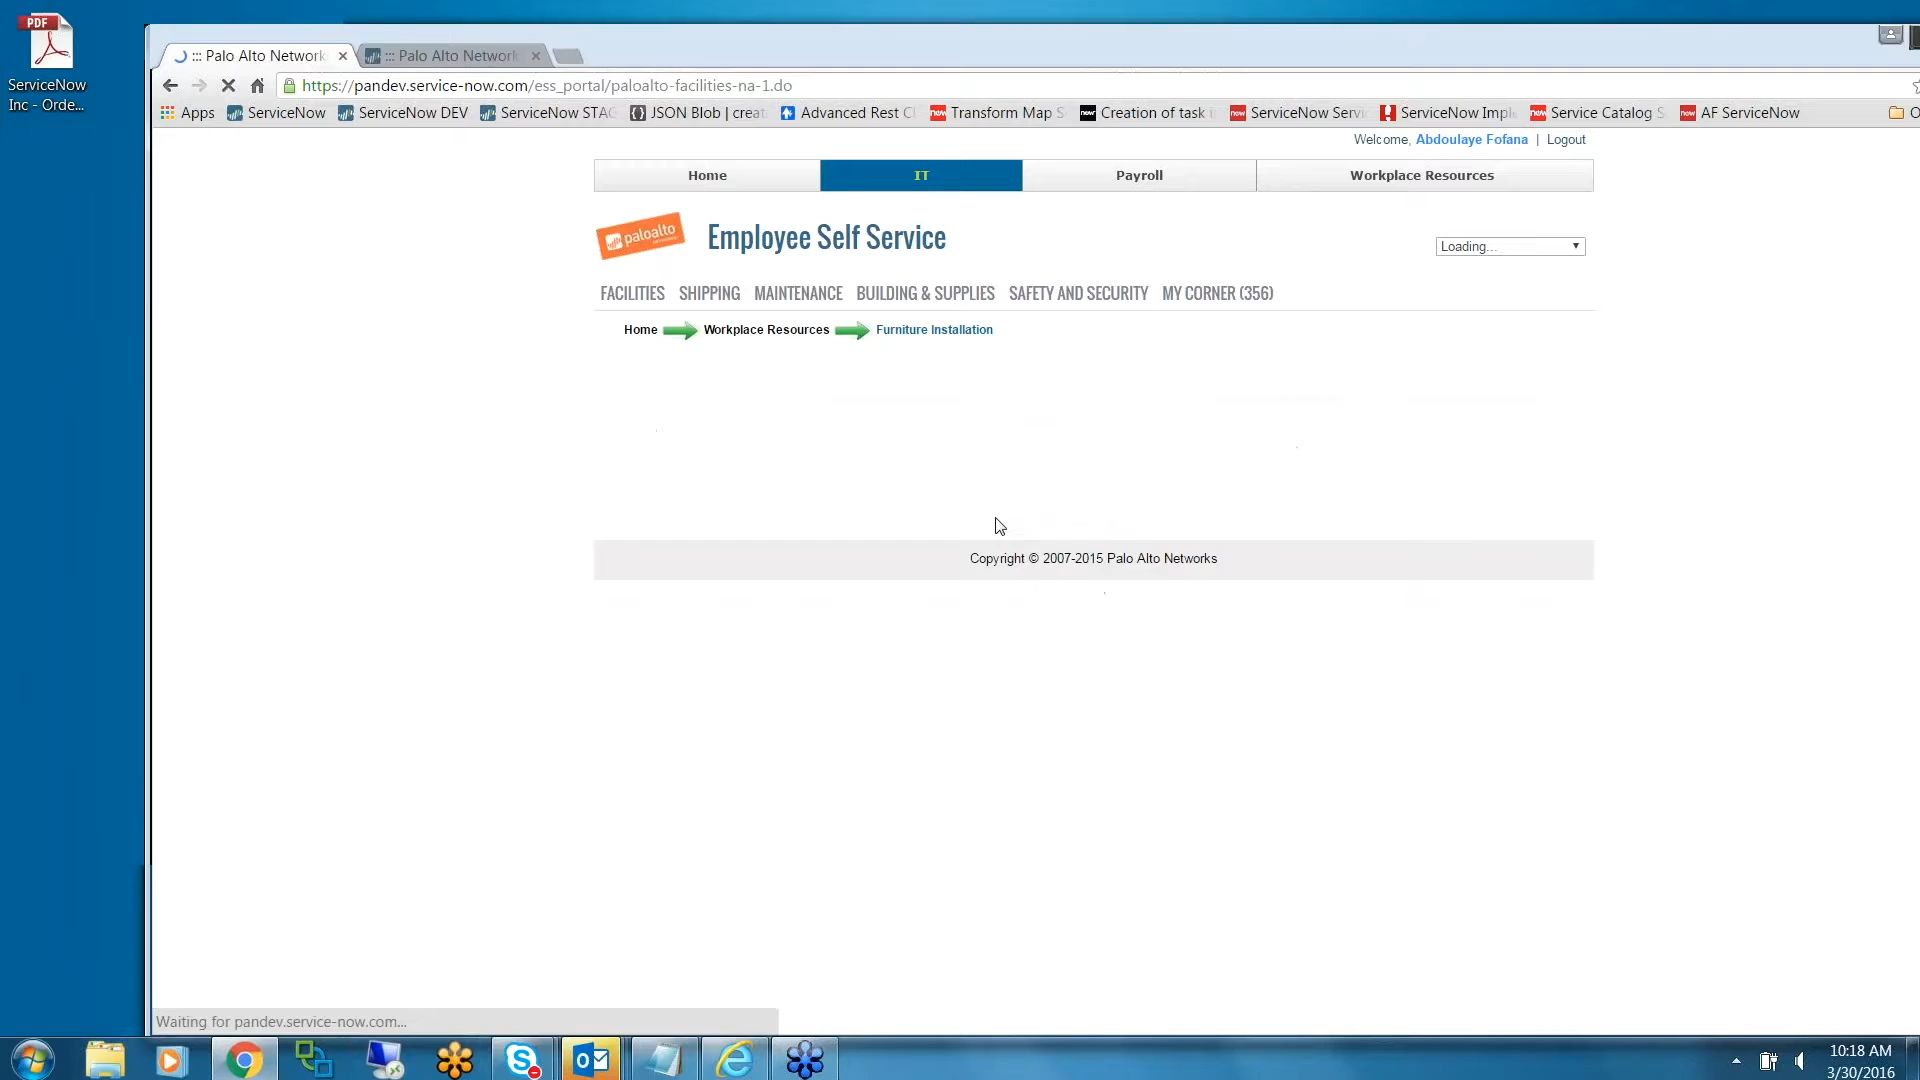 PDF
ServiceNow
Inc - Orde...
::: Palo Alto Network
::: Palo Alto Network
https://pandev.service-now.com/ess_portal/paloalto-facilities-na-1.do
Apps ServiceNow ServiceNow DEV ServiceNow STAG JSON Blob | creat Advanced Rest Cl Transform Map S Creation of task i ServiceNow Servi ServiceNow Imple Service Catalog S AF ServiceNow O
Welcome, Abdoulaye Fofana | Logout
Home IT Payroll Workplace Resources
paloalto
Employee Self Service
Loading...
FACILITIES SHIPPING MAINTENANCE BUILDING & SUPPLIES SAFETY AND SECURITY MY CORNER (356)
Home Workplace Resources Furniture Installation
Copyright © 2007-2015 Palo Alto Networks
Waiting for pandev.service-now.com...
10:18 AM
3/30/2016